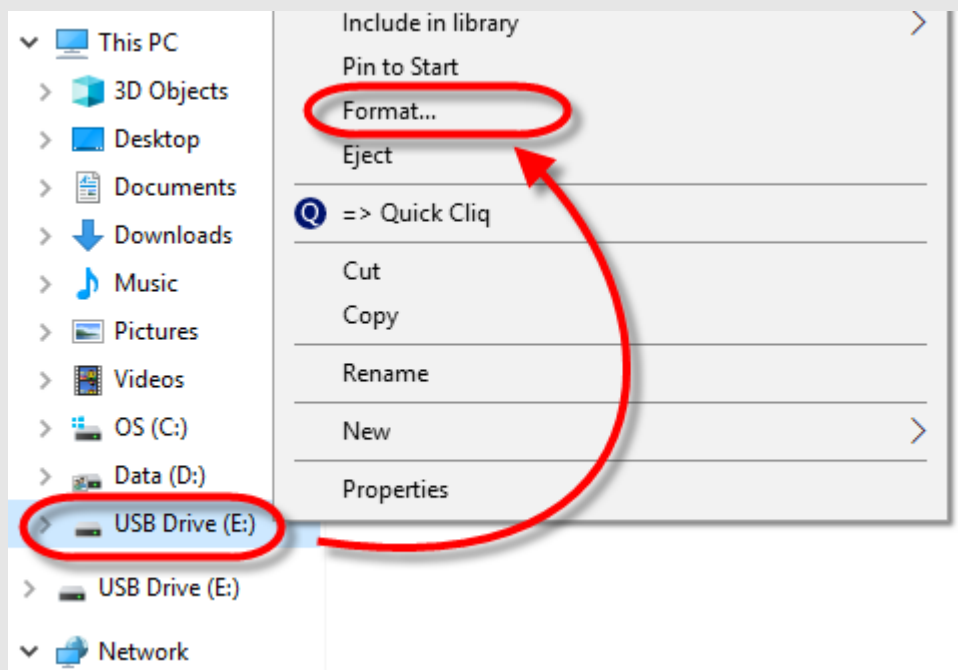 This PC
3D Objects
Desktop
Documents
Downloads
Music
Pictures
Videos
OS (C:)
Data (D:)
USB Drive (E:)
USB Drive (E:)
Network
Include in library
Pin to Start
Format...
Eject
Q => Quick Cliq
Cut
Copy
Rename
New
Properties